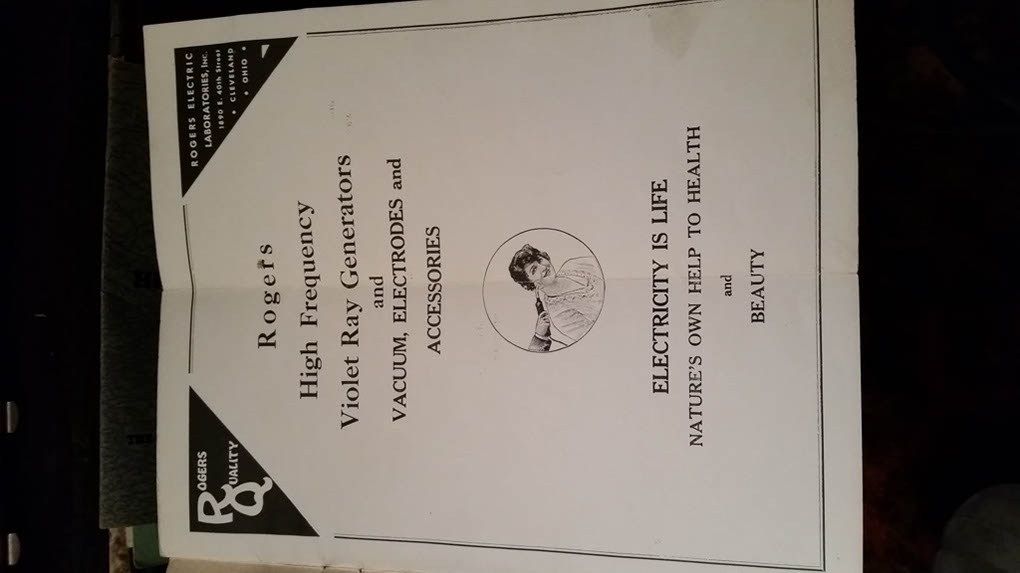 ROGERS
QUALITY
ROGERS ELECTRIC
LABORATORIES, INC.
1890 E. 40th Street
• CLEVELAND
• OHIO •
Rogers
High Frequency
Violet Ray Generators
and
VACUUM, ELECTRODES and
ACCESSORIES
ELECTRICITY IS LIFE
NATURE'S OWN HELP TO HEALTH
and
BEAUTY